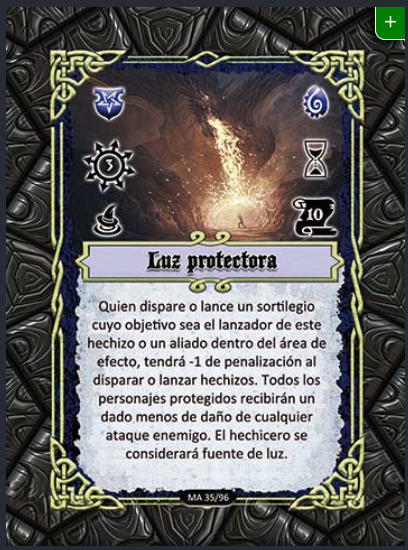 +
3
10
Luz protectora
Quien dispare o lance un sortilegio
cuyo objetivo sea el lanzador de este
hechizo o un aliado dentro del área de
efecto, tendrá -1 de penalización al
disparar o lanzar hechizos. Todos los
personajes protegidos recibirán un
dado menos de daño de cualquier
ataque enemigo. El hechicero se
considerará fuente de luz.
MA 35/96